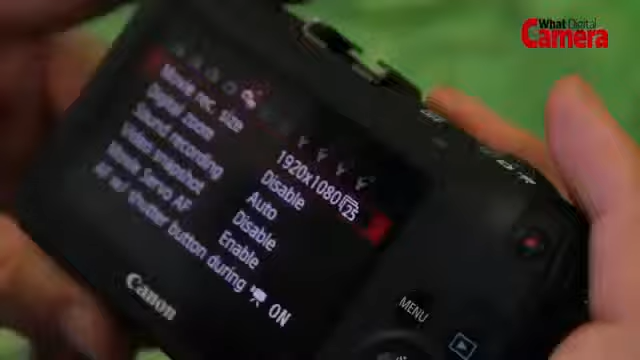 What Digital
Camera
Movie rec. size 1920x1080 25
Digital zoom Disable
Sound recording Auto
Video snapshot Disable
Movie Servo AF Enable
AF w/ shutter button during ON
Canon
MENU